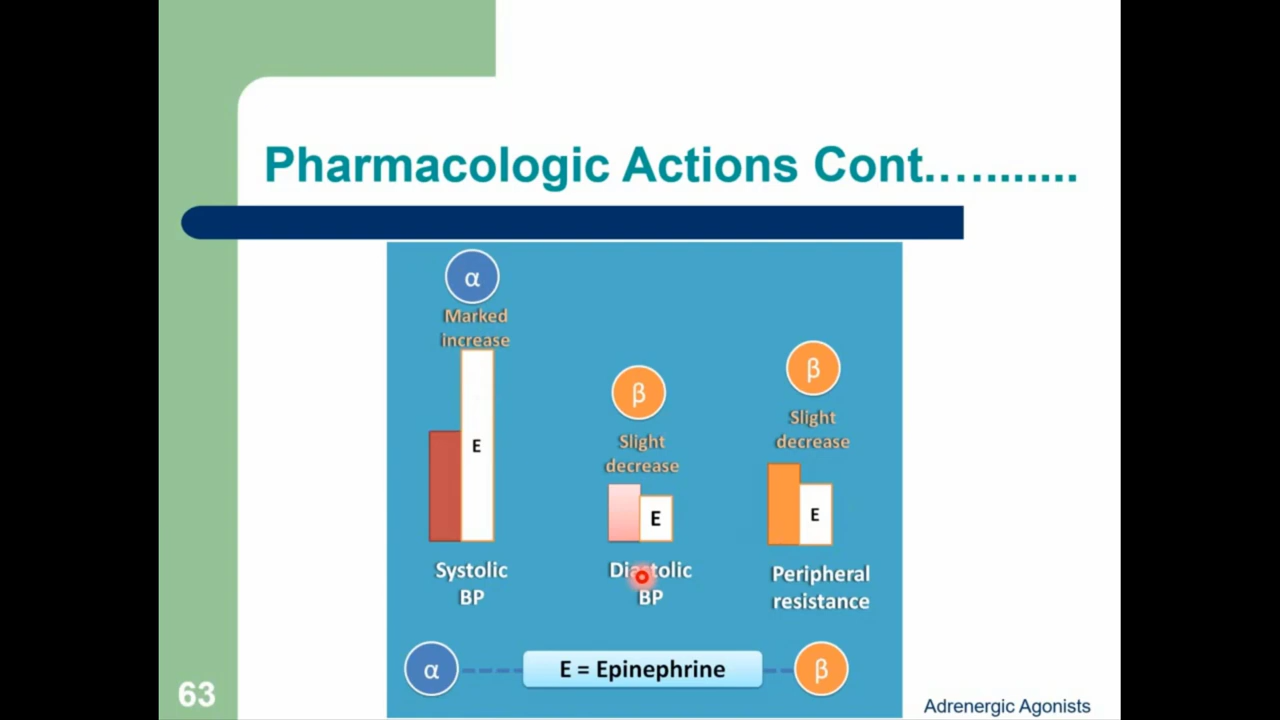 Pharmacologic Actions Cont.…........
α
Marked
increase
E
Systolic
BP
β
Slight
decrease
E
Diastolic
BP
β
Slight
decrease
E
Peripheral
resistance
α
E = Epinephrine
β
63
Adrenergic Agonists